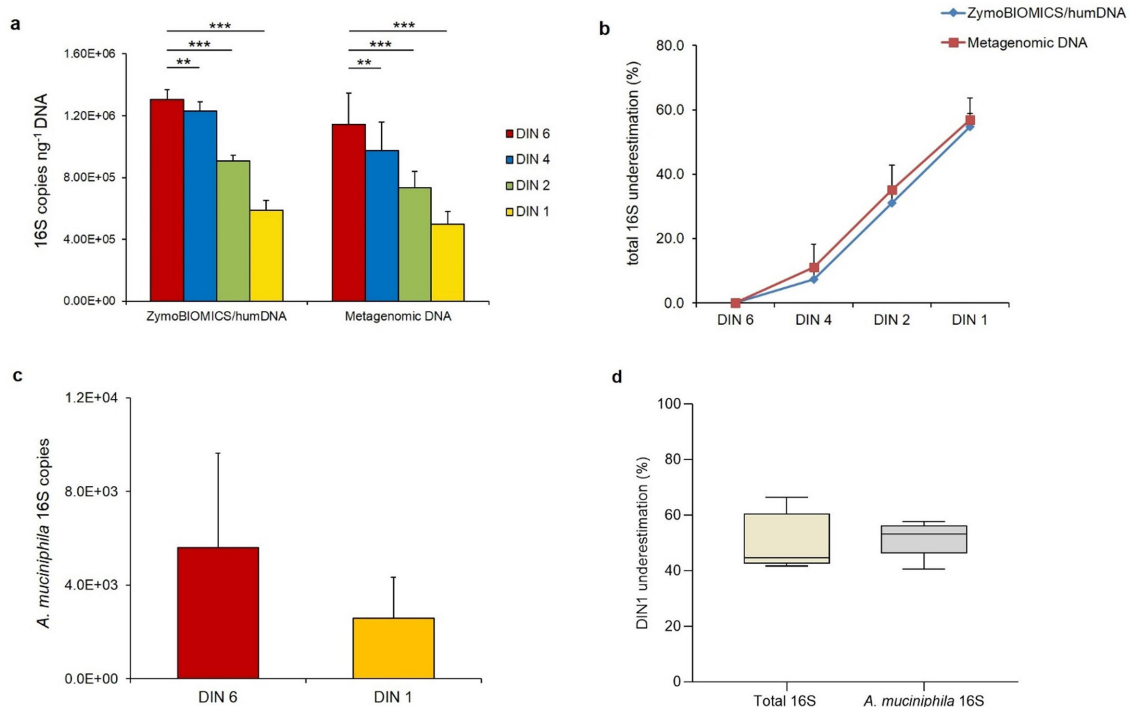 a
***
***
**
***
***
**
1.60E+06
1.20E+06
8.00E+05
4.00E+05
0.00E+00
16S copies ng-1 DNA
ZymoBIOMICS/humDNA
Metagenomic DNA
DIN 6
DIN 4
DIN 2
DIN 1
b
ZymoBIOMICS/humDNA
Metagenomic DNA
80.0
60.0
40.0
20.0
0.0
total 16S underestimation (%)
DIN 6
DIN 4
DIN 2
DIN 1
c
1.2E+04
8.0E+03
4.0E+03
0.0E+00
A. muciniphila 16S copies
DIN 6
DIN 1
d
100
80
60
40
20
0
DIN1 underestimation (%)
Total 16S
A. muciniphila 16S